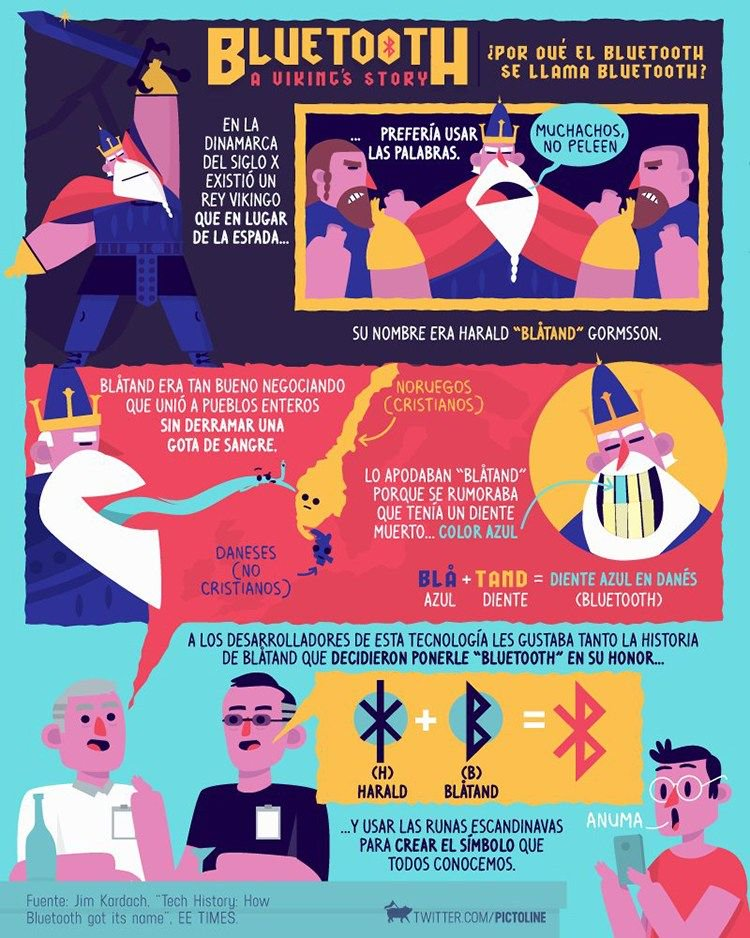 BLUETOOTH
A VIKING'S STORY
¿POR QUÉ EL BLUETOOTH
SE LLAMA BLUETOOTH?
EN LA
DINAMARCA
DEL SIGLO X
EXISTIÓ UN
REY VIKINGO
QUE EN LUGAR
DE LA ESPADA...
... PREFERÍA USAR
LAS PALABRAS.
MUCHACHOS,
NO PELEEN
SU NOMBRE ERA HARALD "BLÅTAND" GORMSSON.
BLÅTAND ERA TAN BUENO NEGOCIANDO
QUE UNIÓ A PUEBLOS ENTEROS
SIN DERRAMAR UNA
GOTA DE SANGRE.
NORUEGOS
(CRISTIANOS)
DANESES
(NO
CRISTIANOS)
LO APODABAN "BLÅTAND"
PORQUE SE RUMORABA
QUE TENÍA UN DIENTE
MUERTO... COLOR AZUL
BLÅ + TAND = DIENTE AZUL EN DANÉS
AZUL DIENTE (BLUETOOTH)
A LOS DESARROLLADORES DE ESTA TECNOLOGÍA LES GUSTABA TANTO LA HISTORIA
DE BLÅTAND QUE DECIDIERON PONERLE "BLUETOOTH" EN SU HONOR...
+ =
(H) (B)
HARALD BLÅTAND
...Y USAR LAS RUNAS ESCANDINAVAS
PARA CREAR EL SÍMBOLO QUE
TODOS CONOCEMOS.
ANUMA
Fuente: Jim Kardach, "Tech History: How
Bluetooth got its name", EE TIMES.
TWITTER.COM/PICTOLINE